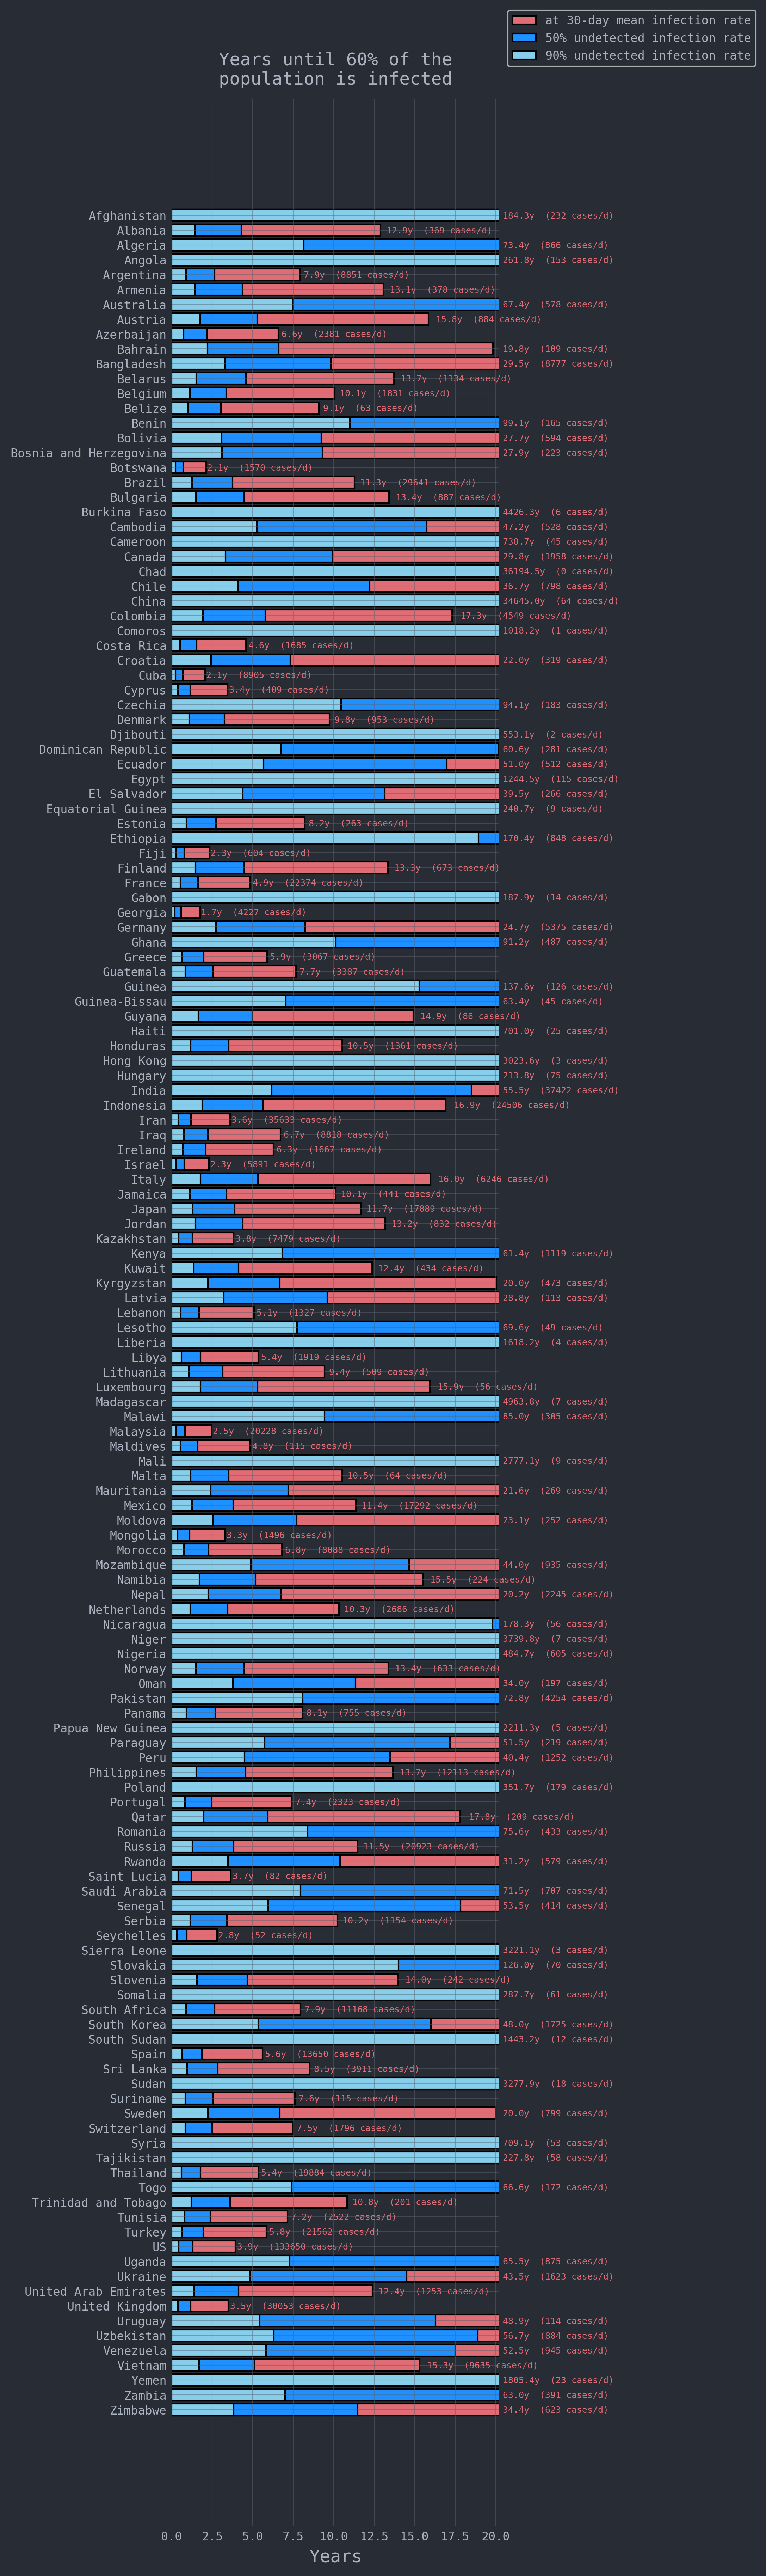 at 30-day mean infection rate
50% undetected infection rate
90% undetected infection rate
Years until 60% of the
population is infected
Afghanistan 184.3y (232 cases/d)
Albania 12.9y (369 cases/d)
Algeria 73.4y (866 cases/d)
Angola 261.8y (153 cases/d)
Argentina 7.9y (8851 cases/d)
Armenia 13.1y (378 cases/d)
Australia 67.4y (578 cases/d)
Austria 15.8y (884 cases/d)
Azerbaijan 6.6y (2381 cases/d)
Bahrain 19.8y (109 cases/d)
Bangladesh 29.5y (8777 cases/d)
Belarus 13.7y (1134 cases/d)
Belgium 10.1y (1831 cases/d)
Belize 9.1y (63 cases/d)
Benin 99.1y (165 cases/d)
Bolivia 27.7y (594 cases/d)
Bosnia and Herzegovina 27.9y (223 cases/d)
Botswana 2.1y (1570 cases/d)
Brazil 11.3y (29641 cases/d)
Bulgaria 13.4y (887 cases/d)
Burkina Faso 4426.3y (6 cases/d)
Cambodia 47.2y (528 cases/d)
Cameroon 738.7y (45 cases/d)
Canada 29.8y (1958 cases/d)
Chad 36194.5y (0 cases/d)
Chile 36.7y (798 cases/d)
China 34645.0y (64 cases/d)
Colombia 17.3y (4549 cases/d)
Comoros 1018.2y (1 cases/d)
Costa Rica 4.6y (1685 cases/d)
Croatia 22.0y (319 cases/d)
Cuba 2.1y (8905 cases/d)
Cyprus 3.4y (409 cases/d)
Czechia 94.1y (183 cases/d)
Denmark 9.8y (953 cases/d)
Djibouti 553.1y (2 cases/d)
Dominican Republic 60.6y (281 cases/d)
Ecuador 51.0y (512 cases/d)
Egypt 1244.5y (115 cases/d)
El Salvador 39.5y (266 cases/d)
Equatorial Guinea 240.7y (9 cases/d)
Estonia 8.2y (263 cases/d)
Ethiopia 170.4y (848 cases/d)
Fiji 2.3y (604 cases/d)
Finland 13.3y (673 cases/d)
France 4.9y (22374 cases/d)
Gabon 187.9y (14 cases/d)
Georgia 1.7y (4227 cases/d)
Germany 24.7y (5375 cases/d)
Ghana 91.2y (487 cases/d)
Greece 5.9y (3067 cases/d)
Guatemala 7.7y (3387 cases/d)
Guinea 137.6y (126 cases/d)
Guinea-Bissau 63.4y (45 cases/d)
Guyana 14.9y (86 cases/d)
Haiti 701.0y (25 cases/d)
Honduras 10.5y (1361 cases/d)
Hong Kong 3023.6y (3 cases/d)
Hungary 213.8y (75 cases/d)
India 55.5y (37422 cases/d)
Indonesia 16.9y (24506 cases/d)
Iran 3.6y (35633 cases/d)
Iraq 6.7y (8818 cases/d)
Ireland 6.3y (1667 cases/d)
Israel 2.3y (5891 cases/d)
Italy 16.0y (6246 cases/d)
Jamaica 10.1y (441 cases/d)
Japan 11.7y (17889 cases/d)
Jordan 13.2y (832 cases/d)
Kazakhstan 3.8y (7479 cases/d)
Kenya 61.4y (1119 cases/d)
Kuwait 12.4y (434 cases/d)
Kyrgyzstan 20.0y (473 cases/d)
Latvia 28.8y (113 cases/d)
Lebanon 5.1y (1327 cases/d)
Lesotho 69.6y (49 cases/d)
Liberia 1618.2y (4 cases/d)
Libya 5.4y (1919 cases/d)
Lithuania 9.4y (509 cases/d)
Luxembourg 15.9y (56 cases/d)
Madagascar 4963.8y (7 cases/d)
Malawi 85.0y (305 cases/d)
Malaysia 2.5y (20228 cases/d)
Maldives 4.8y (115 cases/d)
Mali 2777.1y (9 cases/d)
Malta 10.5y (64 cases/d)
Mauritania 21.6y (269 cases/d)
Mexico 11.4y (17292 cases/d)
Moldova 23.1y (252 cases/d)
Mongolia 3.3y (1496 cases/d)
Morocco 6.8y (8088 cases/d)
Mozambique 44.0y (935 cases/d)
Namibia 15.5y (224 cases/d)
Nepal 20.2y (2245 cases/d)
Netherlands 10.3y (2686 cases/d)
Nicaragua 178.3y (56 cases/d)
Niger 3739.8y (7 cases/d)
Nigeria 484.7y (605 cases/d)
Norway 13.4y (633 cases/d)
Oman 34.0y (197 cases/d)
Pakistan 72.8y (4254 cases/d)
Panama 8.1y (755 cases/d)
Papua New Guinea 2211.3y (5 cases/d)
Paraguay 51.5y (219 cases/d)
Peru 40.4y (1252 cases/d)
Philippines 13.7y (12113 cases/d)
Poland 351.7y (179 cases/d)
Portugal 7.4y (2323 cases/d)
Qatar 17.8y (209 cases/d)
Romania 75.6y (433 cases/d)
Russia 11.5y (20923 cases/d)
Rwanda 31.2y (579 cases/d)
Saint Lucia 3.7y (82 cases/d)
Saudi Arabia 71.5y (707 cases/d)
Senegal 53.5y (414 cases/d)
Serbia 10.2y (1154 cases/d)
Seychelles 2.8y (52 cases/d)
Sierra Leone 3221.1y (3 cases/d)
Slovakia 126.0y (70 cases/d)
Slovenia 14.0y (242 cases/d)
Somalia 287.7y (61 cases/d)
South Africa 7.9y (11168 cases/d)
South Korea 48.0y (1725 cases/d)
South Sudan 1443.2y (12 cases/d)
Spain 5.6y (13650 cases/d)
Sri Lanka 8.5y (3911 cases/d)
Sudan 3277.9y (18 cases/d)
Suriname 7.6y (115 cases/d)
Sweden 20.0y (799 cases/d)
Switzerland 7.5y (1796 cases/d)
Syria 709.1y (53 cases/d)
Tajikistan 227.8y (58 cases/d)
Thailand 5.4y (19884 cases/d)
Togo 66.6y (172 cases/d)
Trinidad and Tobago 10.8y (201 cases/d)
Tunisia 7.2y (2522 cases/d)
Turkey 5.8y (21562 cases/d)
US 3.9y (133650 cases/d)
Uganda 65.5y (875 cases/d)
Ukraine 43.5y (1623 cases/d)
United Arab Emirates 12.4y (1253 cases/d)
United Kingdom 3.5y (30053 cases/d)
Uruguay 48.9y (114 cases/d)
Uzbekistan 56.7y (884 cases/d)
Venezuela 52.5y (945 cases/d)
Vietnam 15.3y (9635 cases/d)
Yemen 1805.4y (23 cases/d)
Zambia 63.0y (391 cases/d)
Zimbabwe 34.4y (623 cases/d)
0.0 2.5 5.0 7.5 10.0 12.5 15.0 17.5 20.0
Years